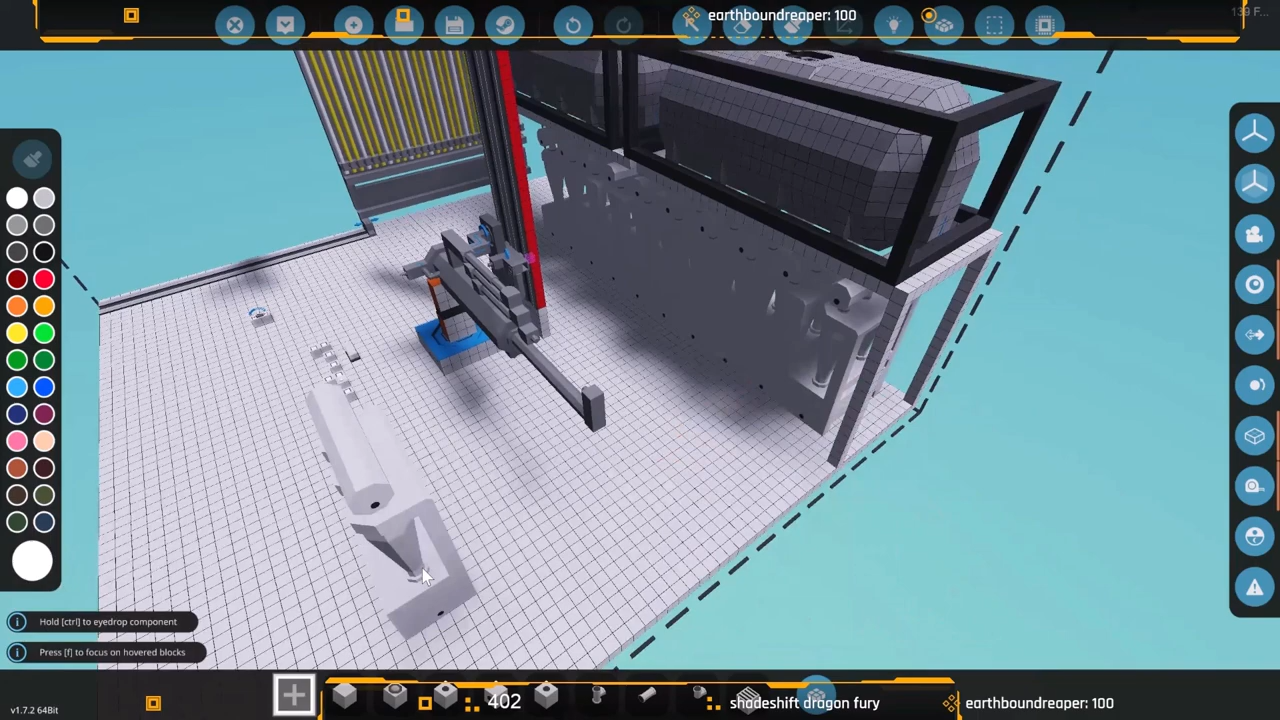 earthboundreaper: 100
139 F...
Hold [ctrl] to eyedrop component
Press [f] to focus on hovered blocks
402
shadeshift dragon fury
earthboundreaper: 100
v1.7.2 64Bit